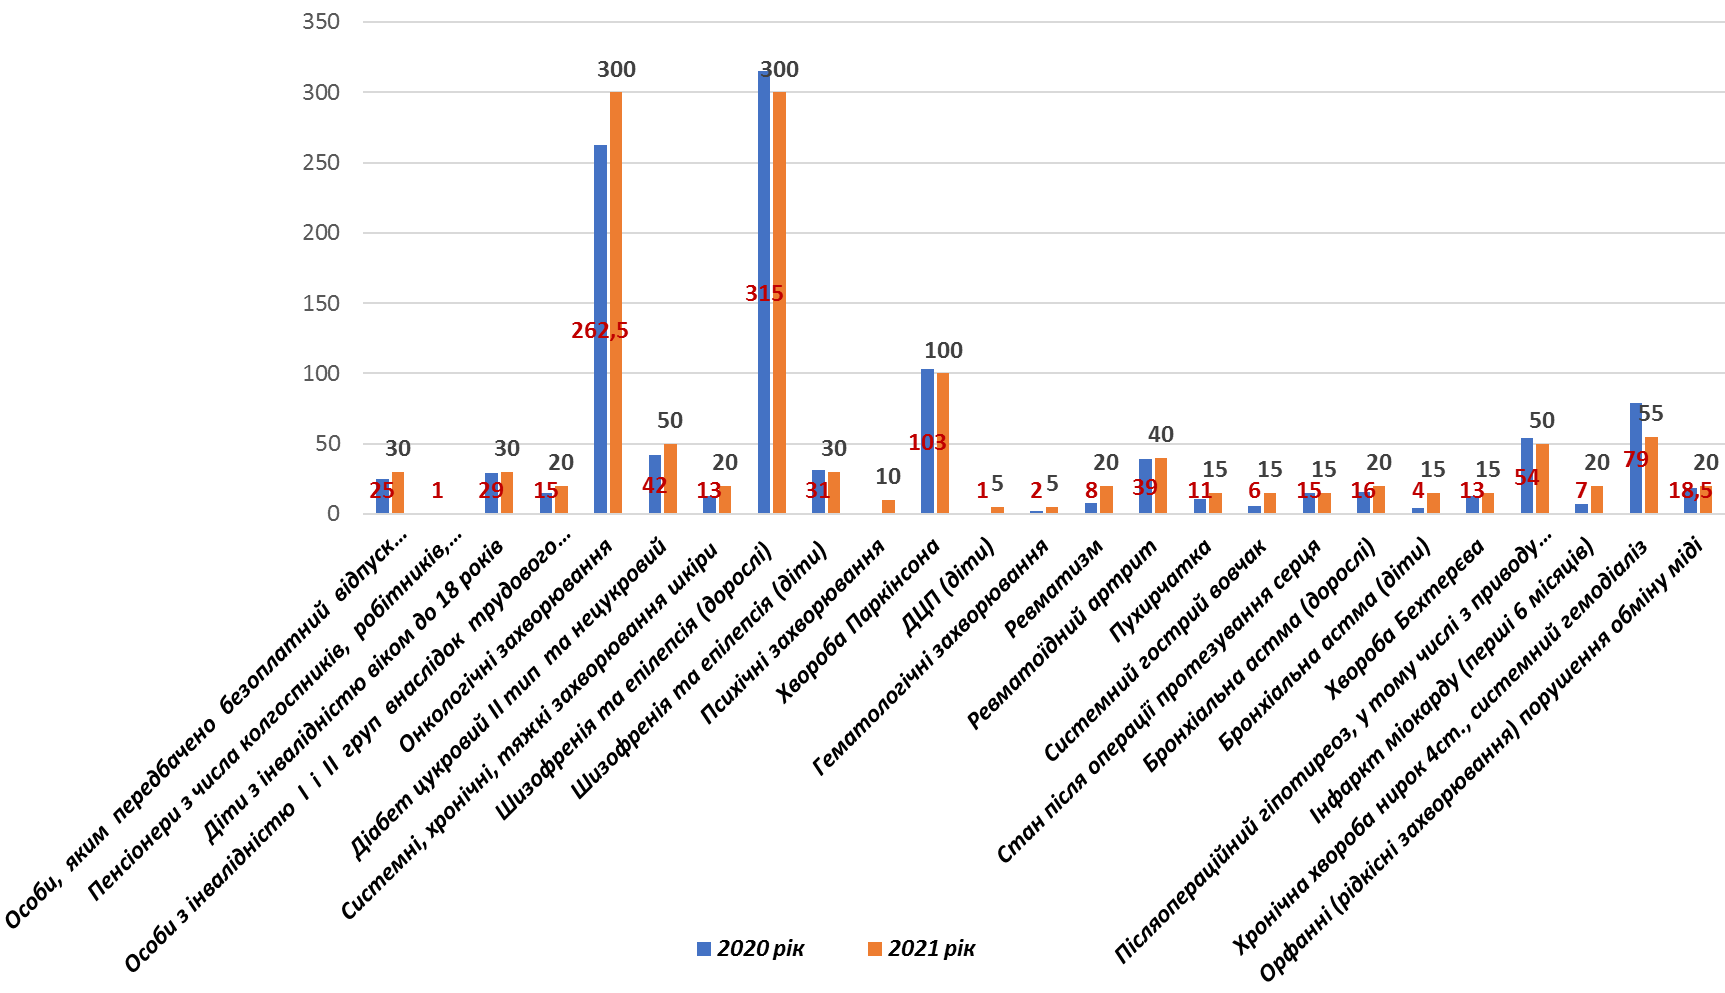 350
300
250
200
150
100
50
0
300
300
262,5
315
100
103
30
25
1
30
29
20
15
50
42
20
13
30
31
10
5
1
5
2
20
8
40
39
15
11
15
6
15
15
20
16
15
4
15
13
50
54
20
7
55
79
20
18,5
Особи, яким передбачено безоплатний відпуск...
Пенсіонери з числа колгоспників, робітників,...
Діти з інвалідністю віком до 18 років
Особи з інвалідністю І і ІІ груп внаслідок трудового...
Онкологічні захворювання
Діабет цукровий ІІ тип та нецукровий
Системні, хронічні, тяжкі захворювання шкіри
Шизофренія та епілепсія (дорослі)
Шизофренія та епілепсія (діти)
Психічні захворювання
Хвороба Паркінсона
ДЦП (діти)
Гематологічні захворювання
Ревматизм
Ревматоїдний артрит
Пухирчатка
Системний гострий вовчак
Стан після операції протезування серця
Бронхіальна астма (дорослі)
Бронхіальна астма (діти)
Хвороба Бехтерєва
Післяопераційний гіпотиреоз, у тому числі з приводу...
Інфаркт міокарду (перші 6 місяців)
Хронічна хвороба нирок 4ст., системний гемодіаліз
Орфанні (рідкісні захворювання) порушення обміну міді
2020 рік
2021 рік